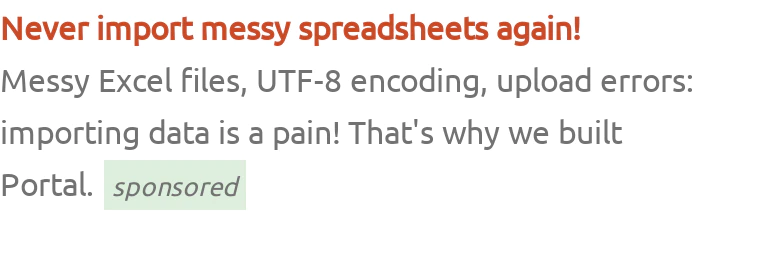 Never import messy spreadsheets again!
Messy Excel files, UTF-8 encoding, upload errors:
importing data is a pain! That's why we built
Portal. sponsored